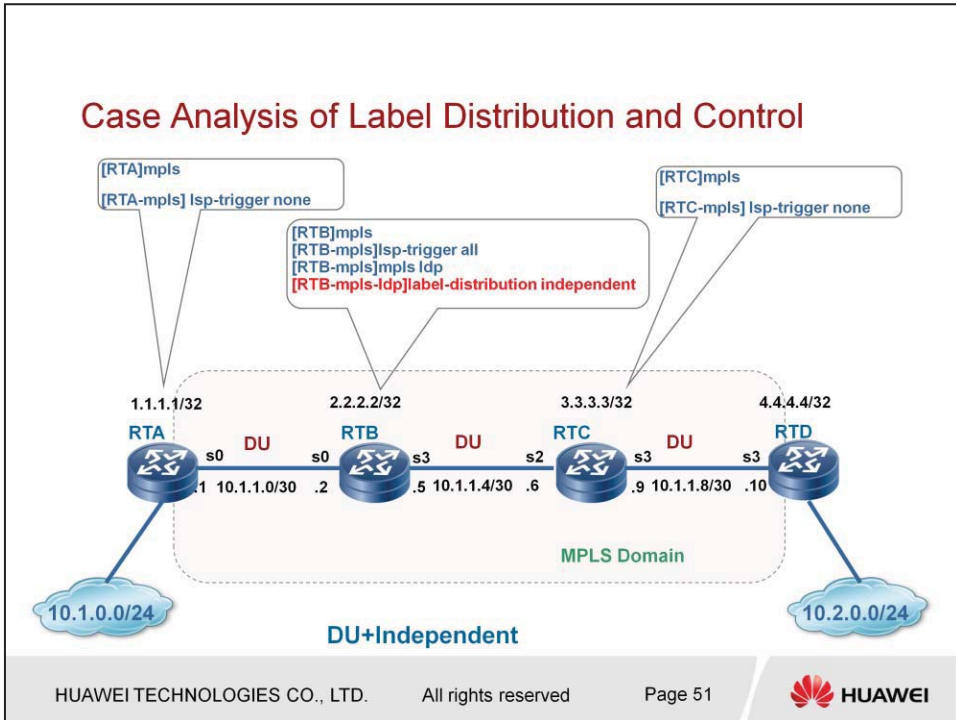 Case Analysis of Label Distribution and Control
[RTA]mpls
[RTA-mpls] lsp-trigger none
[RTB]mpls
[RTB-mpls]lsp-trigger all
[RTB-mpls]mpls ldp
[RTB-mpls-ldp]label-distribution independent
[RTC]mpls
[RTC-mpls] lsp-trigger none
1.1.1.1/32 2.2.2.2/32 3.3.3.3/32 4.4.4.4/32
RTA DU RTB DU RTC DU RTD
s0 s0 s3 s2 s3 s3
.1 10.1.1.0/30 .2 .5 10.1.1.4/30 .6 .9 10.1.1.8/30 .10
MPLS Domain
10.1.0.0/24 10.2.0.0/24
DU+Independent
HUAWEI TECHNOLOGIES CO., LTD. All rights reserved Page 51 HUAWEI